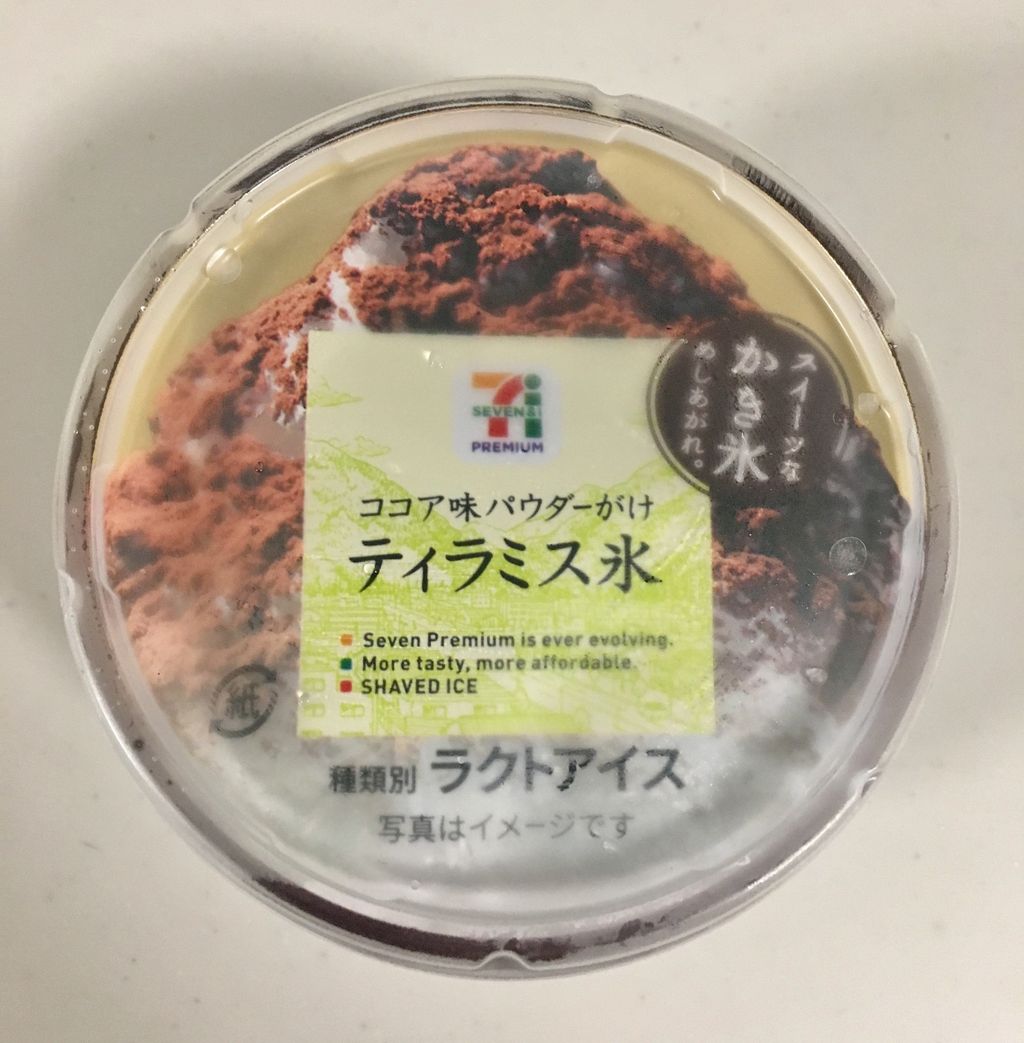 スイーツな
かき氷
めしあがれ。
SEVEN&i
PREMIUM
ココア味パウダーがけ
ティラミス氷
Seven Premium is ever evolving.
More tasty, more affordable.
SHAVED ICE
紙
種類別 ラクトアイス
写真はイメージです